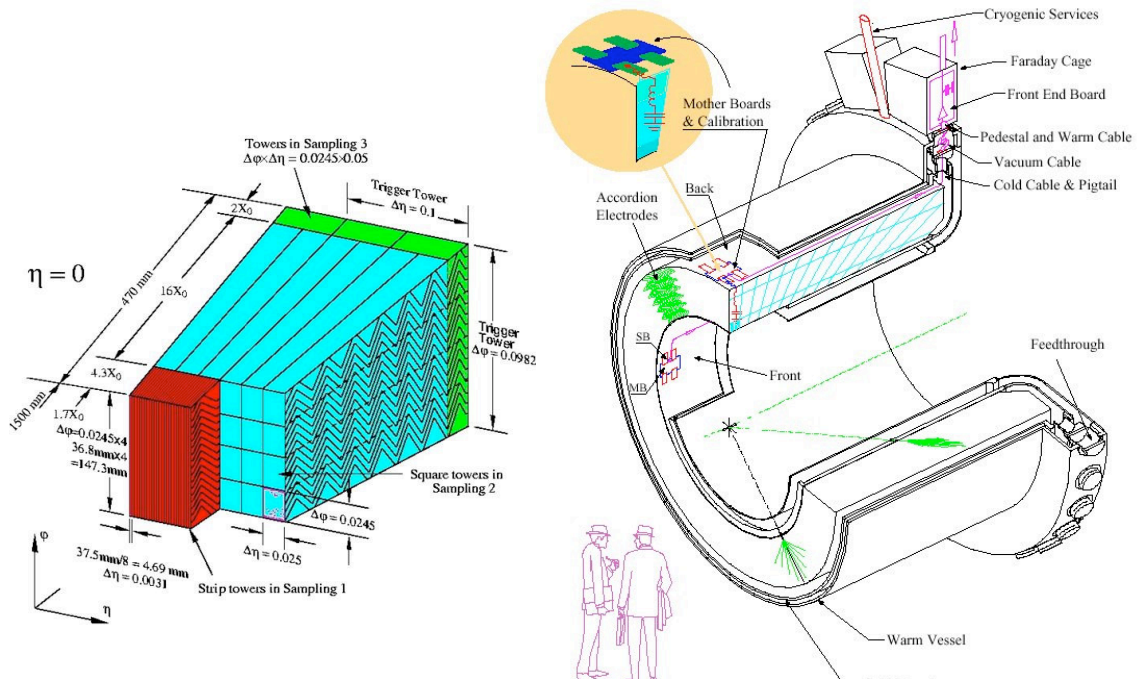 Towers in Sampling 3
Δφ×Δη = 0.0245×0.05
Trigger Tower
Δη = 0.1
2X₀
470 mm
η = 0
16X₀
4.3X₀
1500 mm
1.7X₀
Δφ=0.0245x4
36.8mmx4
=147.3mm
Trigger
Tower
Δφ = 0.0982
Square towers in
Sampling 2
Δφ = 0.0245
Δη = 0.025
37.5mm/8 = 4.69 mm
Δη = 0.0031
Strip towers in Sampling 1
φ
η
Cryogenic Services
Faraday Cage
Front End Board
Mother Boards
& Calibration
Pedestal and Warm Cable
Vacuum Cable
Cold Cable & Pigtail
Back
Accordion
Electrodes
SB
MB
Front
Feedthrough
Warm Vessel